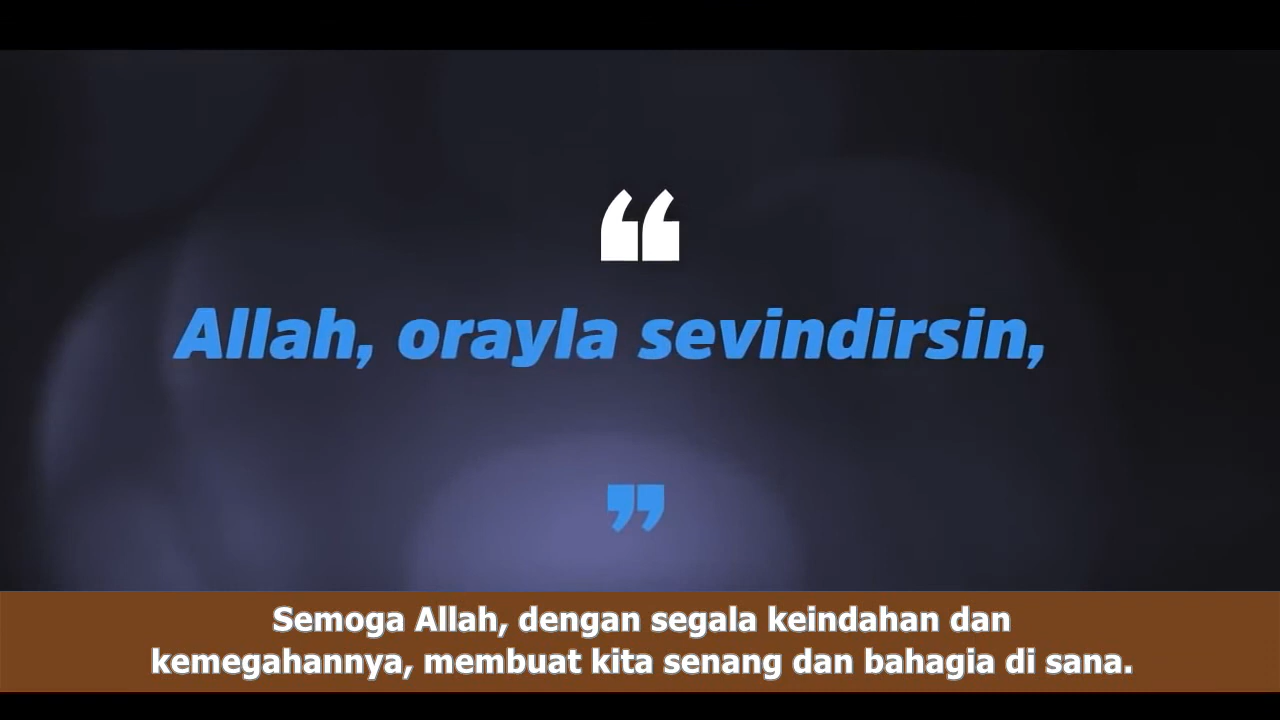 “
Allah, orayla sevindirsin,
”
Semoga Allah, dengan segala keindahan dan
kemegahannya, membuat kita senang dan bahagia di sana.